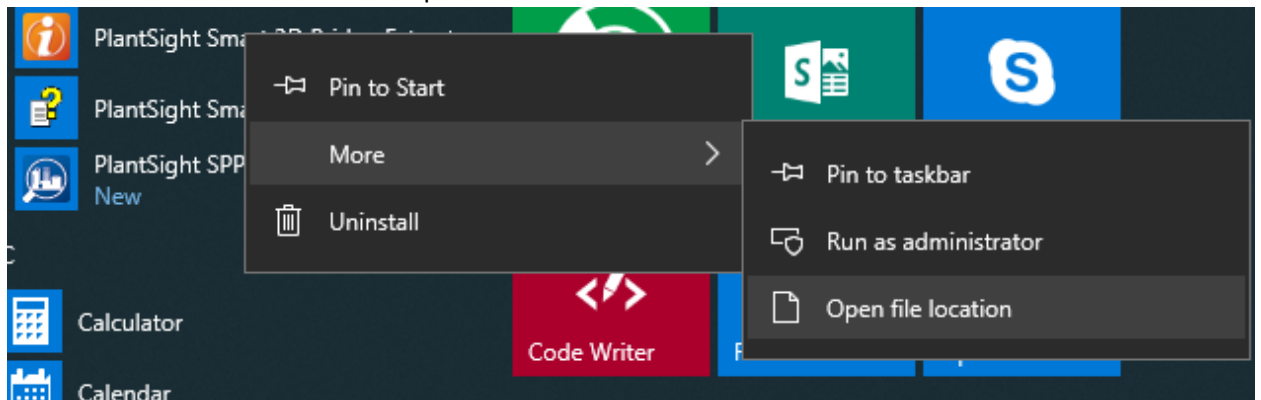 PlantSight Sma
PlantSight Sma
PlantSight SPP
New
Calculator
Calendar
Pin to Start
More
Uninstall
Pin to taskbar
Run as administrator
Open file location
S
S
Code Writer